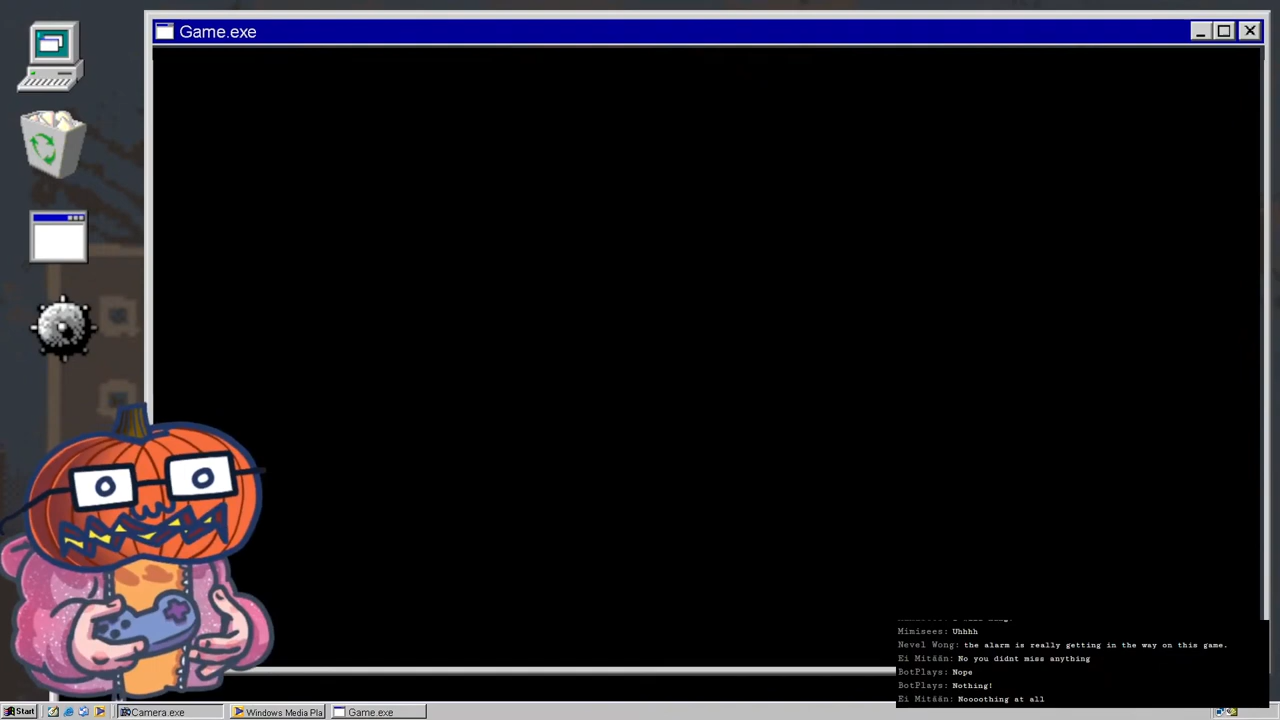 Game.exe
Mimisees: Uhhhh
Nevel Wong: the alarm is really getting in the way on this game.
Ei Mitään: No you didnt miss anything
BotPlays: Nope
BotPlays: Nothing!
Ei Mitään: Noooothing at all
Start
Camera.exe
Windows Media Pla
Game.exe